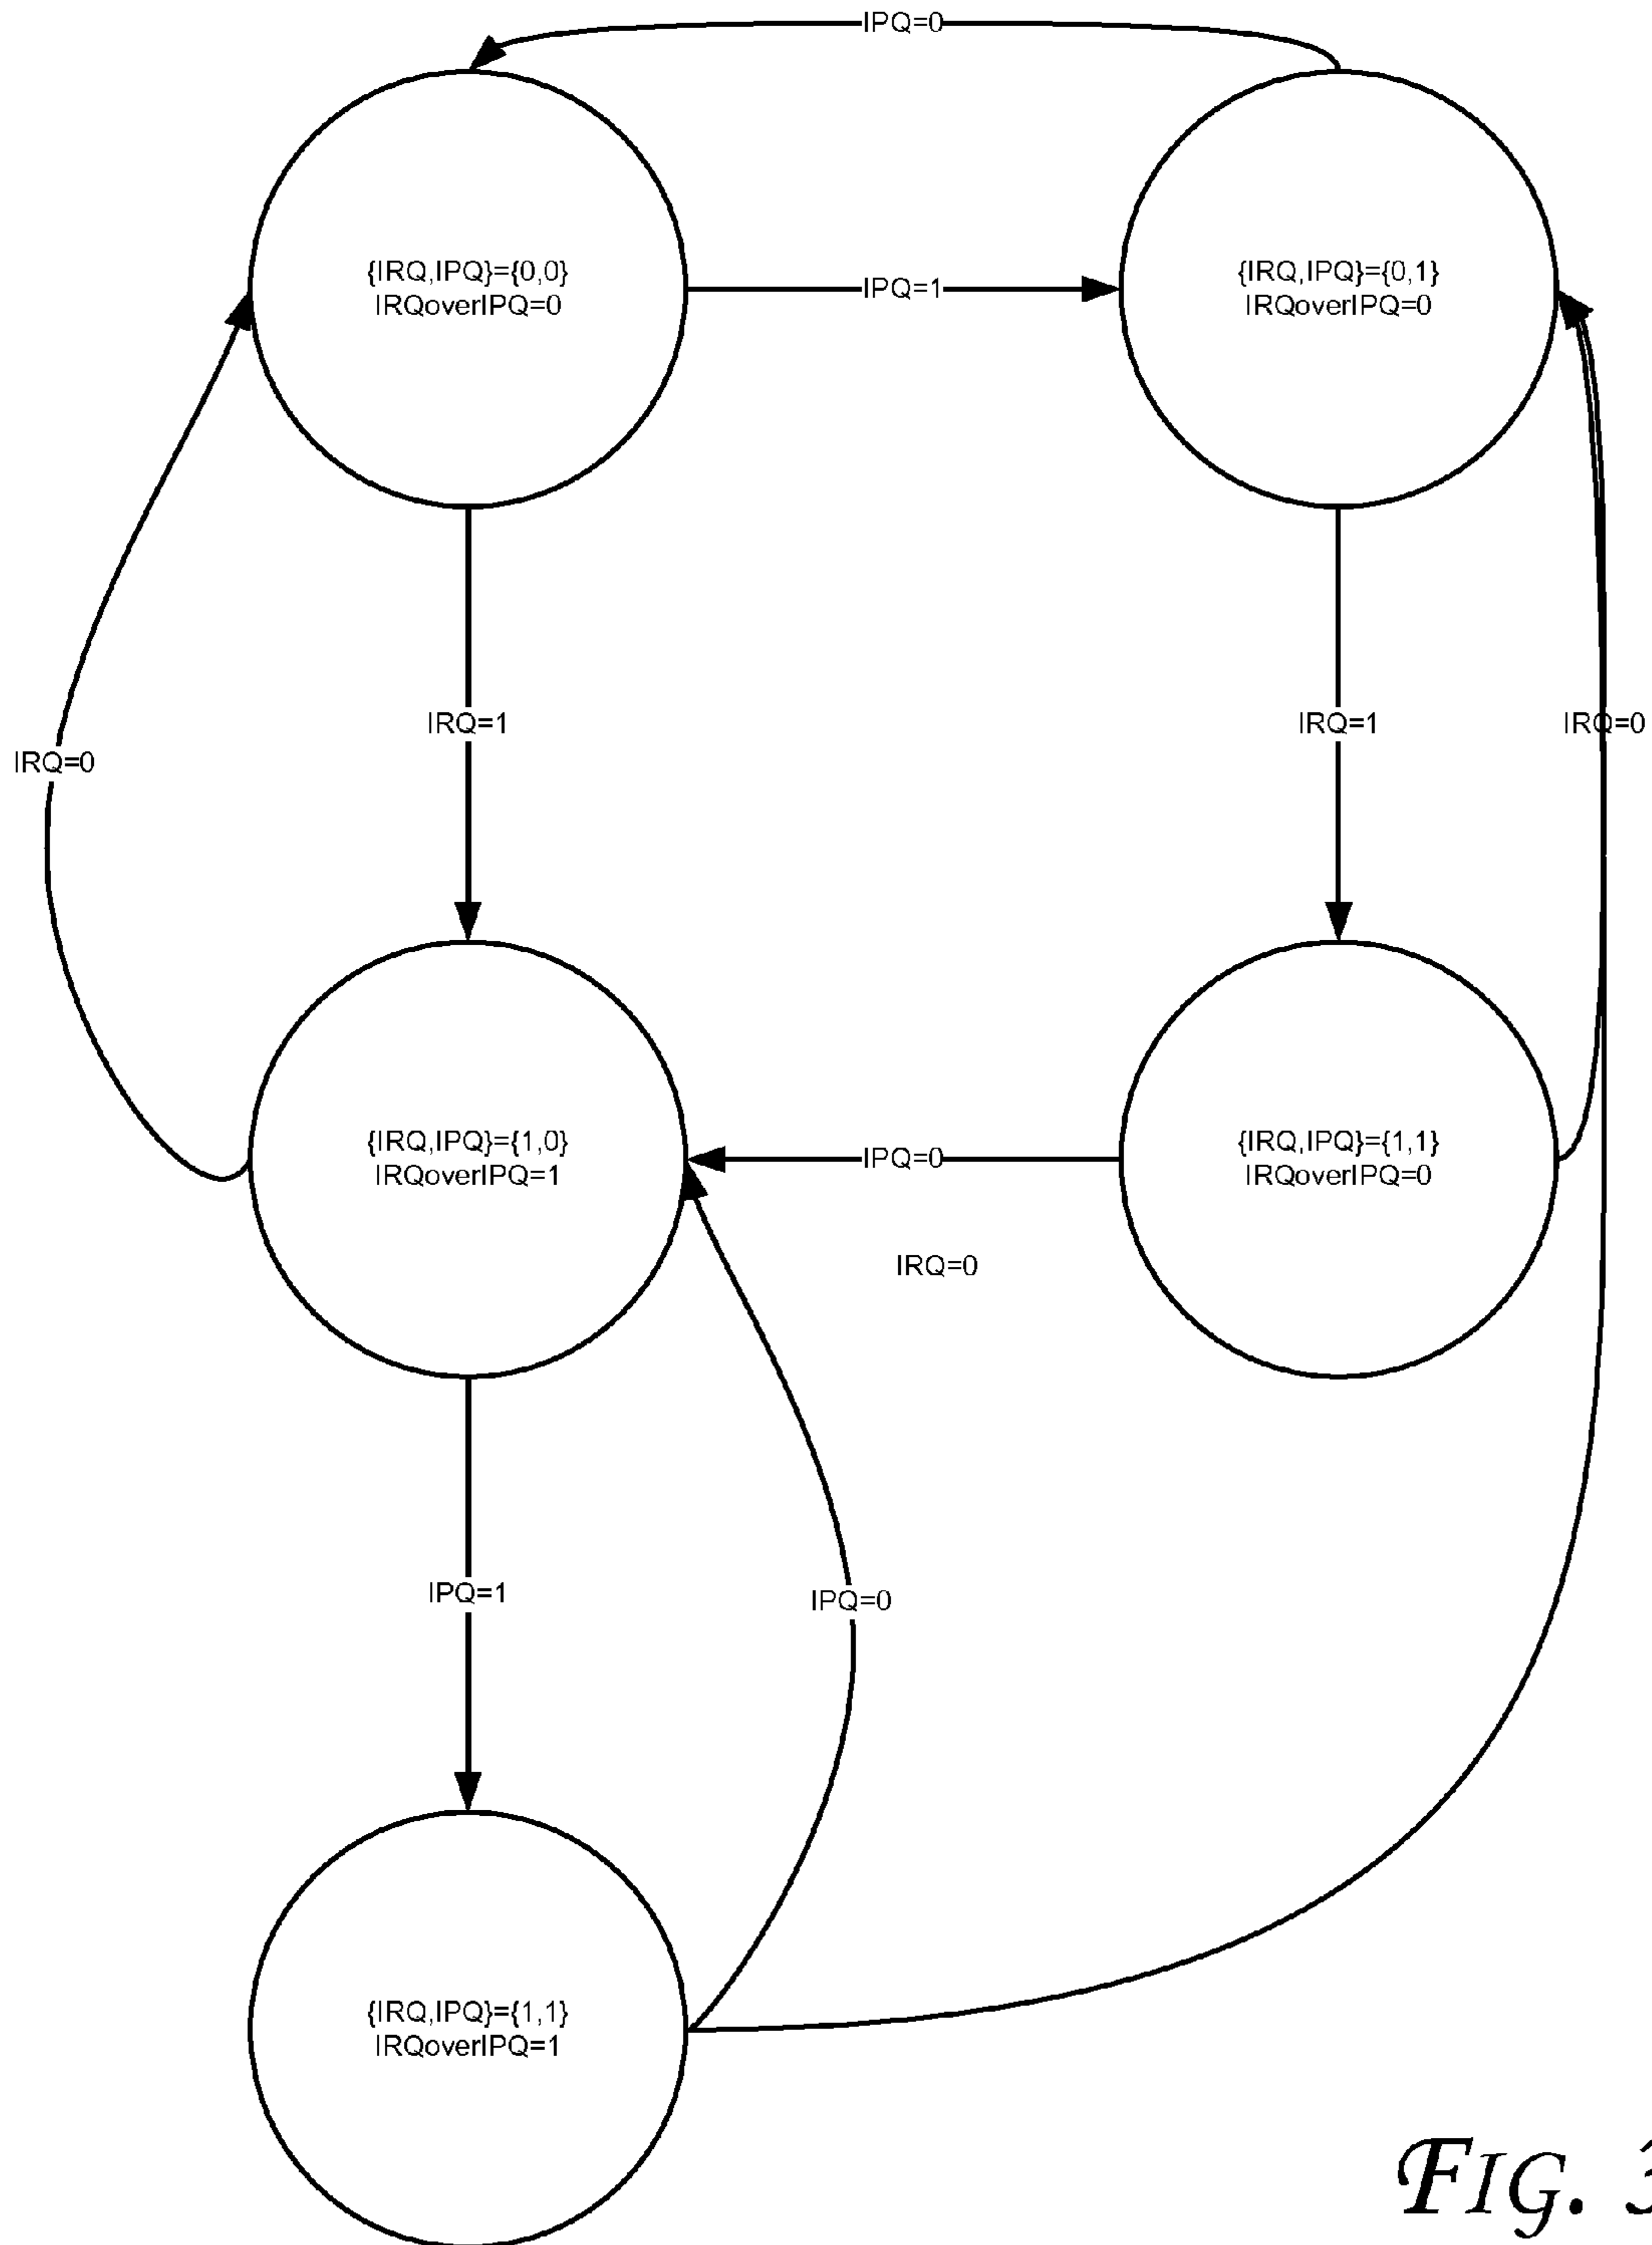 IPQ=0
{IRQ,IPQ}={0,0}
IRQoverIPQ=0
IPQ=1
{IRQ,IPQ}={0,1}
IRQoverIPQ=0
IRQ=0
IRQ=1
IRQ=1
IRQ=0
{IRQ,IPQ}={1,0}
IRQoverIPQ=1
IPQ=0
{IRQ,IPQ}={1,1}
IRQoverIPQ=0
IRQ=0
IPQ=1
IPQ=0
{IRQ,IPQ}={1,1}
IRQoverIPQ=1
FIG. 3